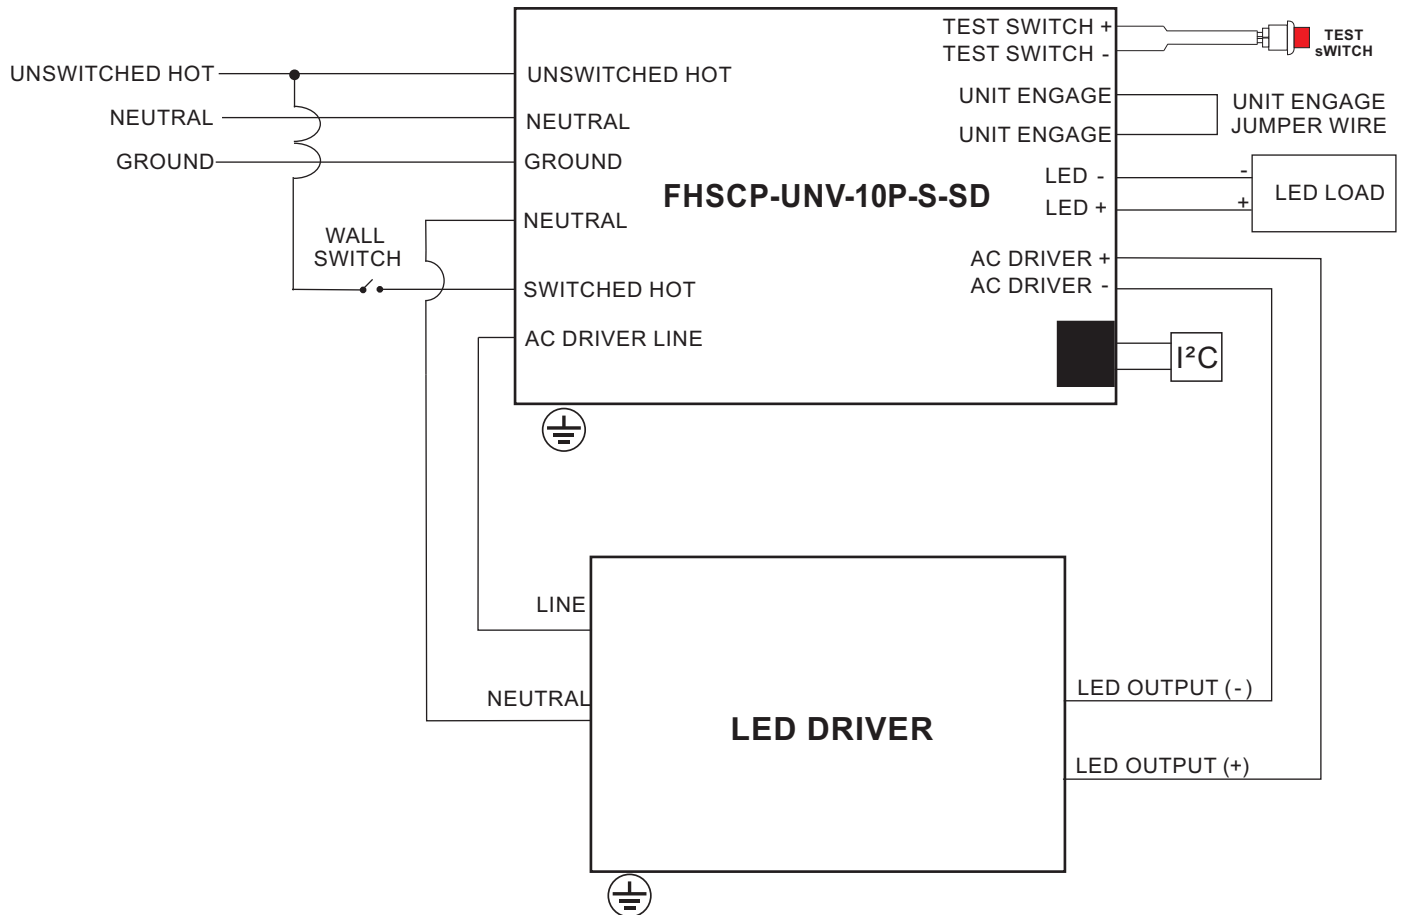 TEST SWITCH +
TEST SWITCH -
TEST
sWITCH
UNSWITCHED HOT
UNSWITCHED HOT
UNIT ENGAGE
UNIT ENGAGE
UNIT ENGAGE
JUMPER WIRE
NEUTRAL
NEUTRAL
GROUND
GROUND
FHSCP-UNV-10P-S-SD
LED -
LED +
-
+
LED LOAD
NEUTRAL
WALL
SWITCH
SWITCHED HOT
AC DRIVER +
AC DRIVER -
AC DRIVER LINE
I²C
LINE
NEUTRAL
LED DRIVER
LED OUTPUT (-)
LED OUTPUT (+)